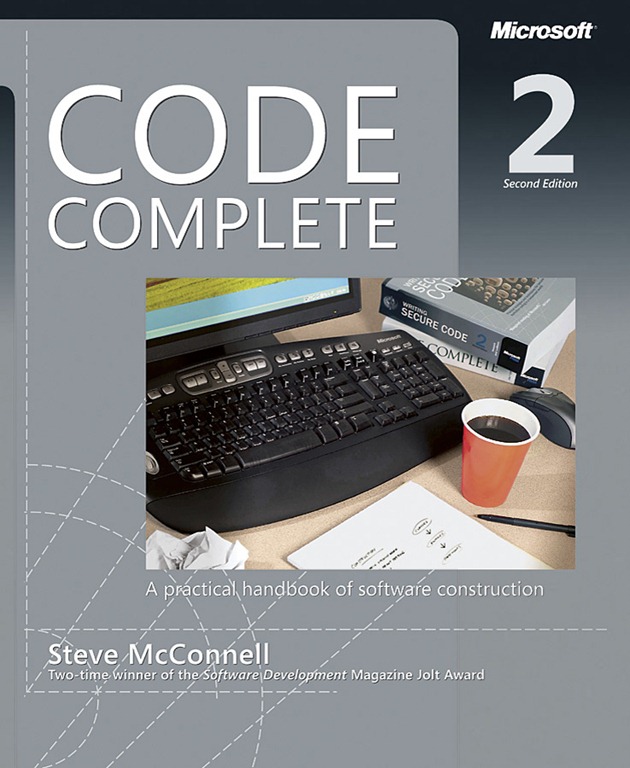 Microsoft®
2
Second Edition
CODE
COMPLETE
WRITING
SECURE CODE 2
COMPLETE
Microsoft
A practical handbook of software construction
Steve McConnell
Two-time winner of the Software Development Magazine Jolt Award